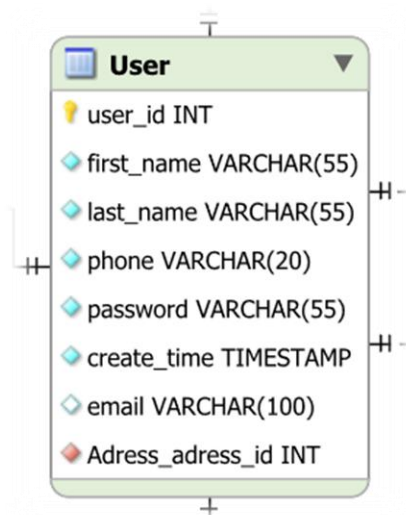 User
user_id INT
first_name VARCHAR(55)
last_name VARCHAR(55)
phone VARCHAR(20)
password VARCHAR(55)
create_time TIMESTAMP
email VARCHAR(100)
Adress_adress_id INT